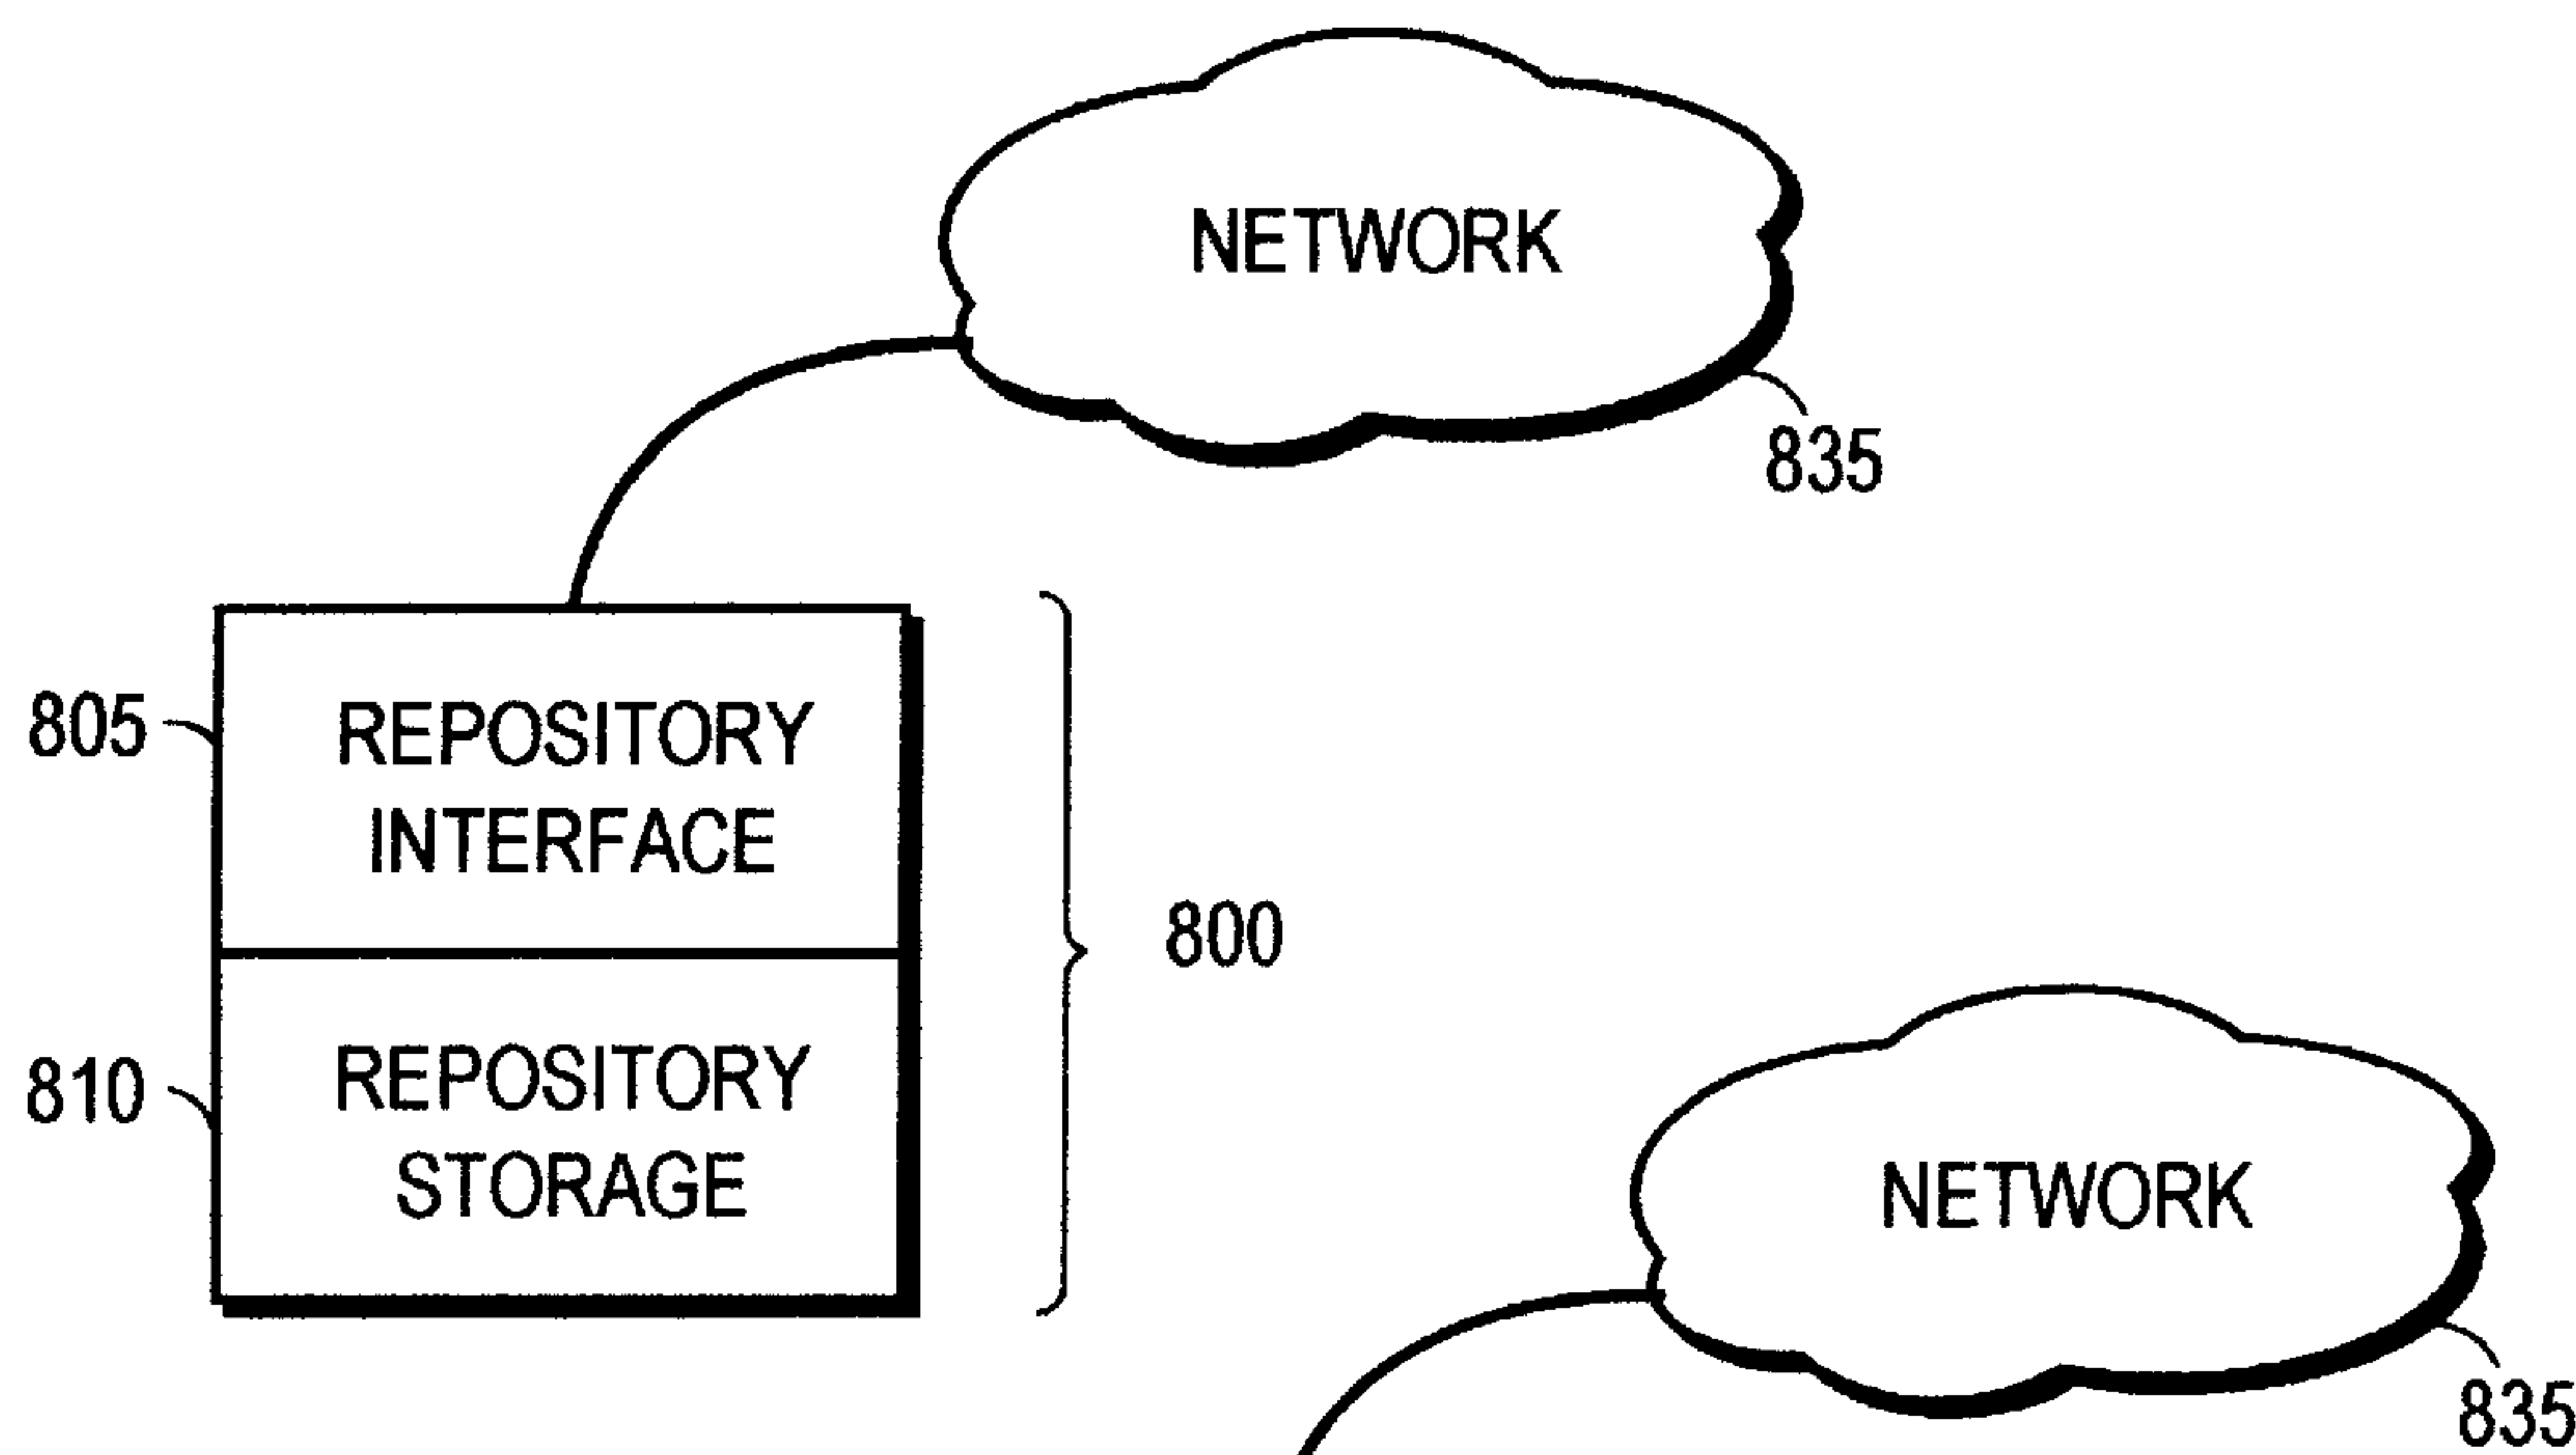 NETWORK
835
805
REPOSITORY
INTERFACE
800
810
REPOSITORY
STORAGE
NETWORK
835